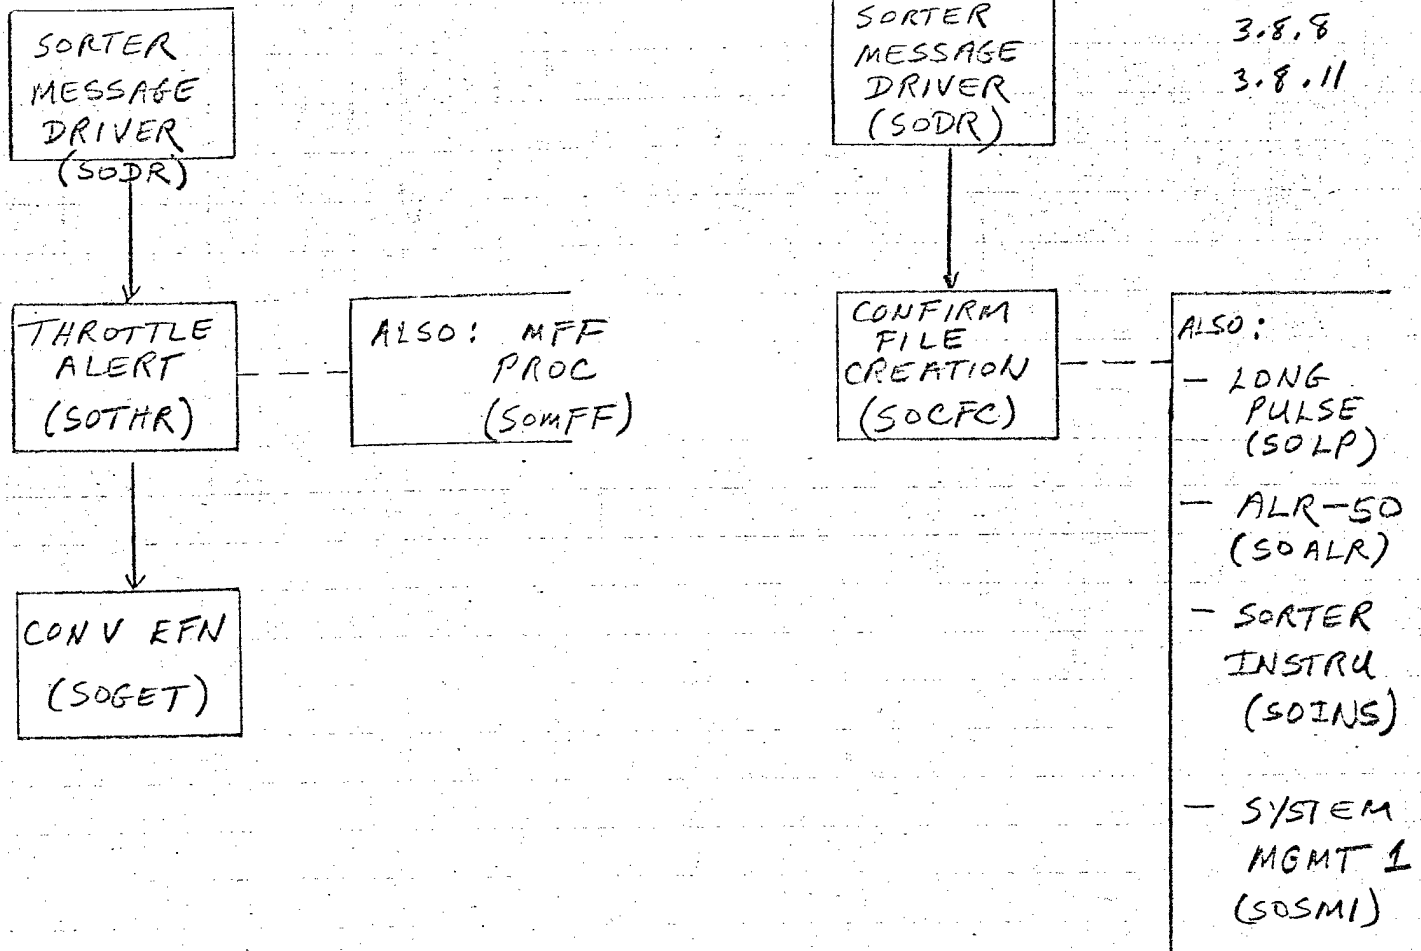 SORTER
MESSAGE
DRIVER
(SODR)
THROTTLE
ALERT
(SOTHR)
ALSO: MFF
PROC
(SOMFF)
CONV EFN
(SOGET)
SORTER
MESSAGE
DRIVER
(SODR)
3.8.8
3.8.11
CONFIRM
FILE
CREATION
(SOCFC)
ALSO:
- LONG
PULSE
(SOLP)
- ALR-50
(SOALR)
- SORTER
INSTRU
(SOINS)
- SYSTEM
MGMT 1
(SOSM1)